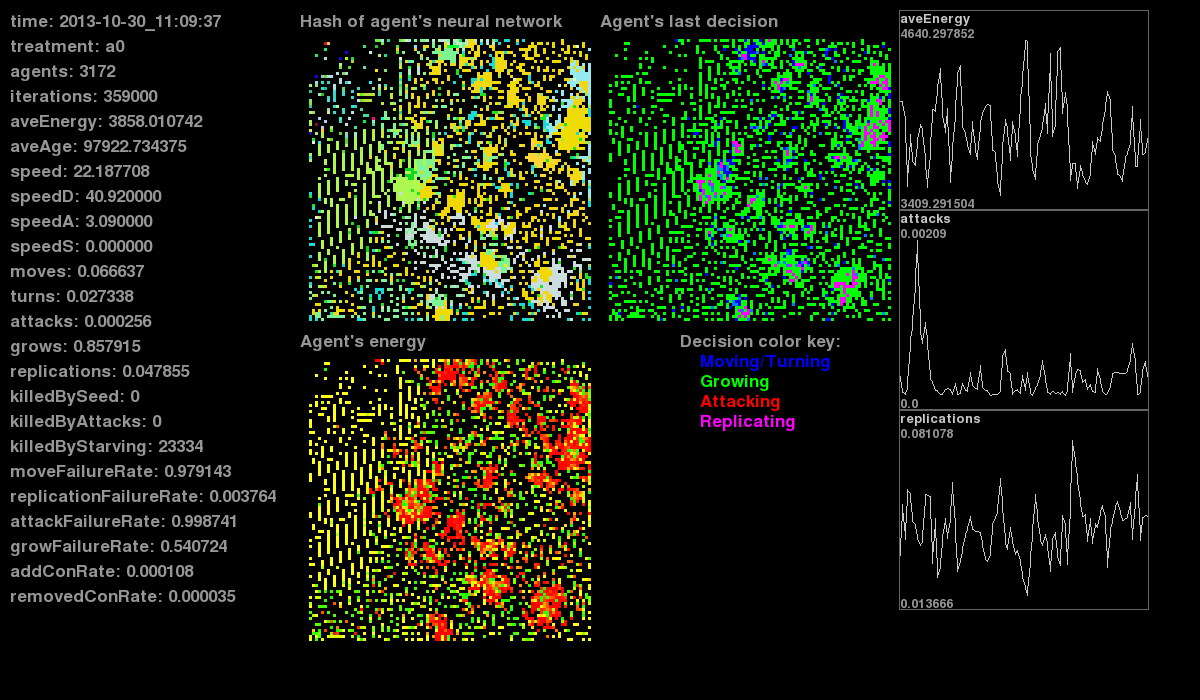 time: 2013-10-30_11:09:37
treatment: a0
agents: 3172
iterations: 359000
aveEnergy: 3858.010742
aveAge: 97922.734375
speed: 22.187708
speedD: 40.920000
speedA: 3.090000
speedS: 0.000000
moves: 0.066637
turns: 0.027338
attacks: 0.000256
grows: 0.857915
replications: 0.047855
killedBySeed: 0
killedByAttacks: 0
killedByStarving: 23334
moveFailureRate: 0.979143
replicationFailureRate: 0.003764
attackFailureRate: 0.998741
growFailureRate: 0.540724
addConRate: 0.000108
removedConRate: 0.000035
Hash of agent's neural network
Agent's last decision
Agent's energy
Decision color key:
Moving/Turning
Growing
Attacking
Replicating
aveEnergy
4640.297852
3409.291504
attacks
0.00209
0.0
replications
0.081078
0.013666